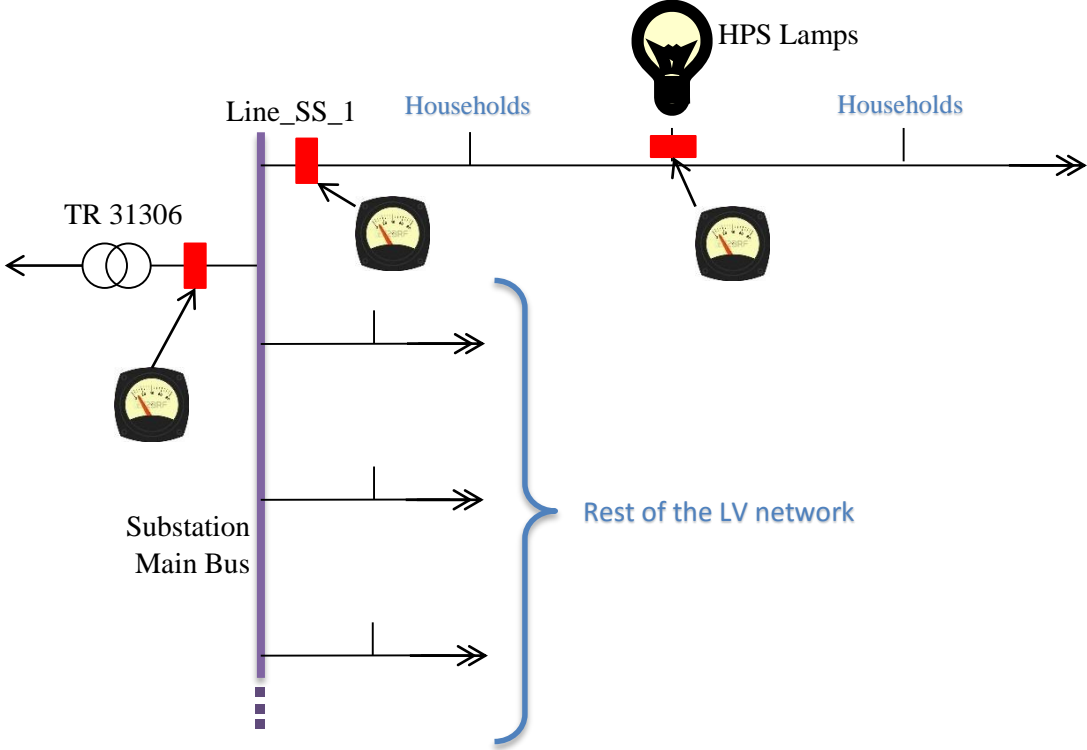 HPS Lamps
Line_SS_1
Households
Households
TR 31306
Rest of the LV network
Substation
Main Bus